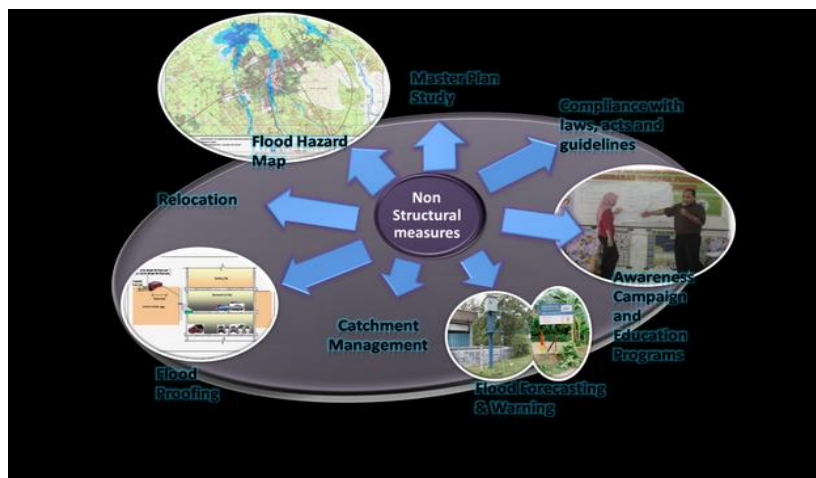 Master Plan
Study
Compliance with
laws, acts and
guidelines
Flood Hazard
Map
Relocation
Non
Structural
measures
Awareness
Campaign
and
Education
Programs
Catchment
Management
Flood
Proofing
Flood Forecasting
& Warning